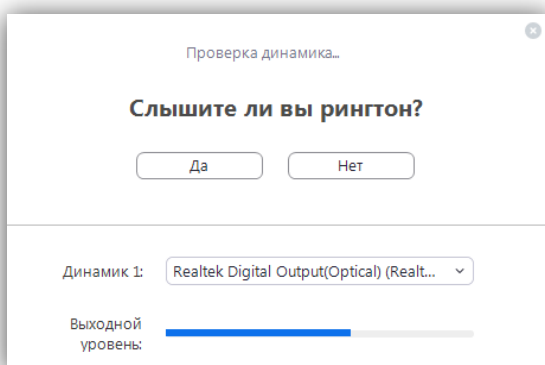 Проверка динамика...
Слышите ли вы рингтон?
Да
Нет
Динамик 1:
Realtek Digital Output(Optical) (Realt...
Выходной
уровень: